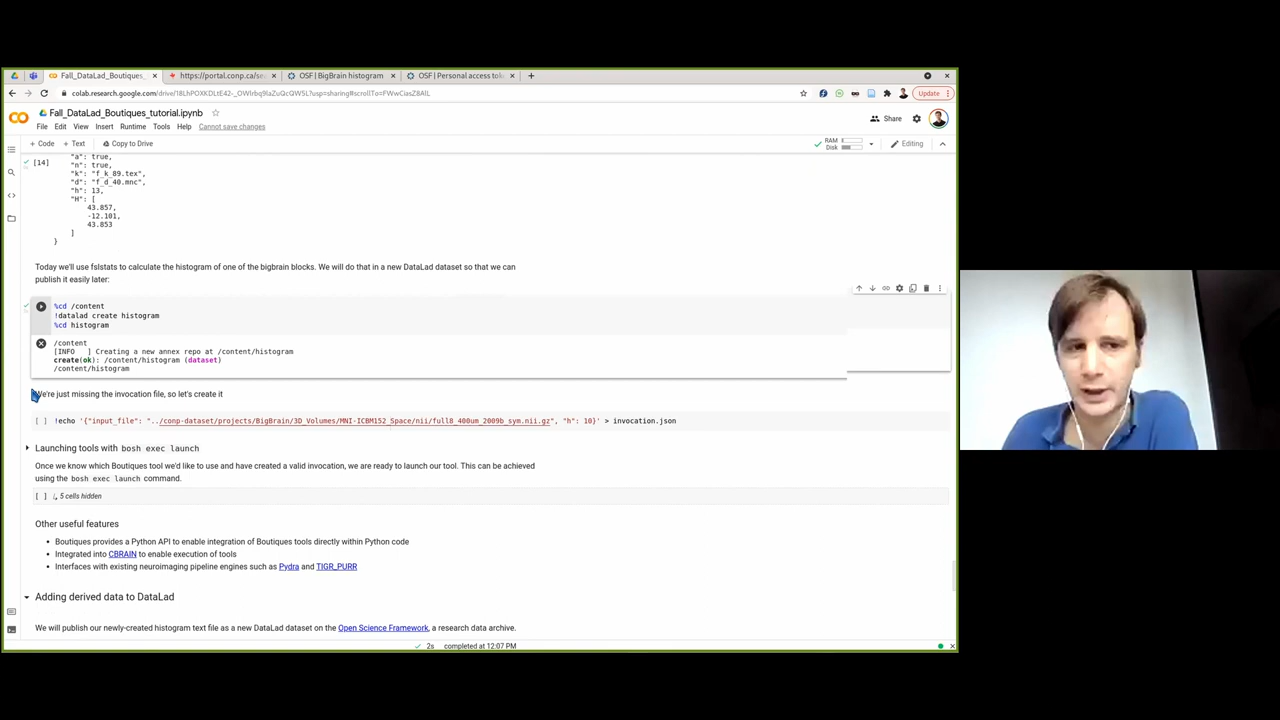 Fall_DataLad_Boutiques_
https://portal.conp.ca/se
OSF | BigBrain histogram
OSF | Personal access tok
colab.research.google.com/drive/18LhPOXKDLtE42-_OWIrbq9laZuQcQW5L?usp=sharing#scrollTo=FWwCiasZ8AlL
Update
Fall_DataLad_Boutiques_tutorial.ipynb
File Edit View Insert Runtime Tools Help Cannot save changes
Share
+ Code + Text Copy to Drive
RAM
Disk
Editing
"a": true,
[14]
"n": true,
"k": "f_k_89.tex",
"d": "f_d_40.mnc",
"h": 13,
"H": [
43.857,
-12.101,
43.853
]
}
Today we'll use fslstats to calculate the histogram of one of the bigbrain blocks. We will do that in a new DataLad dataset so that we can
publish it easily later:
%cd /content
!datalad create histogram
%cd histogram
/content
[INFO   ] Creating a new annex repo at /content/histogram
create(ok): /content/histogram (dataset)
/content/histogram
We're just missing the invocation file, so let's create it
[ ] !echo '{"input_file": "../conp-dataset/projects/BigBrain/3D_Volumes/MNI-ICBM152_Space/nii/full8_400um_2009b_sym.nii.gz", "h": 10}' > invocation.json
Launching tools with bosh exec launch
Once we know which Boutiques tool we'd like to use and have created a valid invocation, we are ready to launch our tool. This can be achieved
using the bosh exec launch command.
[ ] ↳ 5 cells hidden
Other useful features
• Boutiques provides a Python API to enable integration of Boutiques tools directly within Python code
• Integrated into CBRAIN to enable execution of tools
• Interfaces with existing neuroimaging pipeline engines such as Pydra and TIGR_PURR
Adding derived data to DataLad
We will publish our newly-created histogram text file as a new DataLad dataset on the Open Science Framework, a research data archive.
2s completed at 12:07 PM